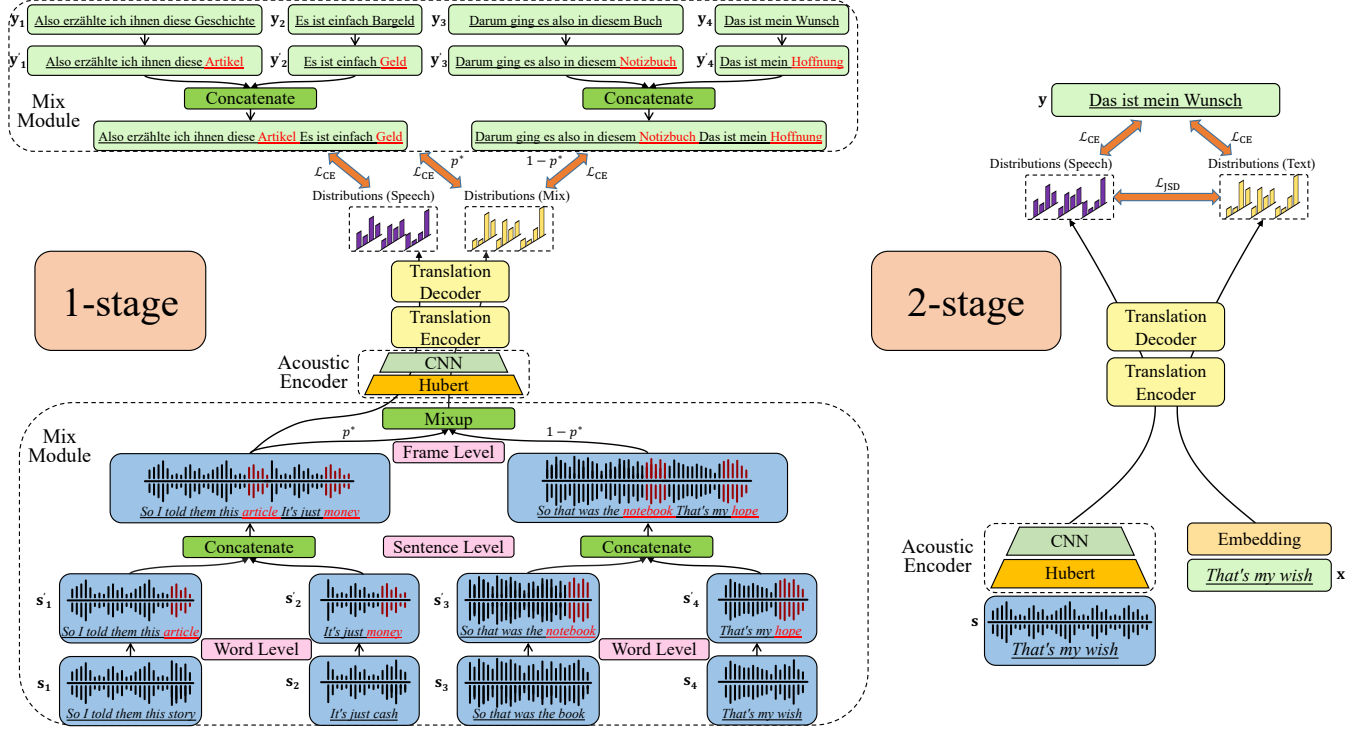 y₁ Also erzählte ich ihnen diese Geschichte
y₂ Es ist einfach Bargeld
y₃ Darum ging es also in diesem Buch
y₄ Das ist mein Wunsch
y'₁ Also erzählte ich ihnen diese Artikel
y'₂ Es ist einfach Geld
y'₃ Darum ging es also in diesem Notizbuch
y'₄ Das ist mein Hoffnung
Mix
Module
Concatenate
Concatenate
Also erzählte ich ihnen diese Artikel Es ist einfach Geld
Darum ging es also in diesem Notizbuch Das ist mein Hoffnung
ℒCE
ℒCE
p*
1 − p*
ℒCE
Distributions (Speech)
Distributions (Mix)
1-stage
Translation
Decoder
Translation
Encoder
Acoustic
Encoder
CNN
Hubert
Mix
Module
Mixup
p*
1 − p*
Frame Level
So I told them this article It's just money
So that was the notebook That's my hope
Concatenate
Sentence Level
Concatenate
s'₁
So I told them this article
s'₂
It's just money
s'₃
So that was the notebook
s'₄
That's my hope
Word Level
Word Level
s₁
So I told them this story
s₂
It's just cash
s₃
So that was the book
s₄
That's my wish
y Das ist mein Wunsch
ℒCE
ℒCE
Distributions (Speech)
Distributions (Text)
ℒJSD
2-stage
Translation
Decoder
Translation
Encoder
Acoustic
Encoder
CNN
Hubert
Embedding
That's my wish x
s
That's my wish